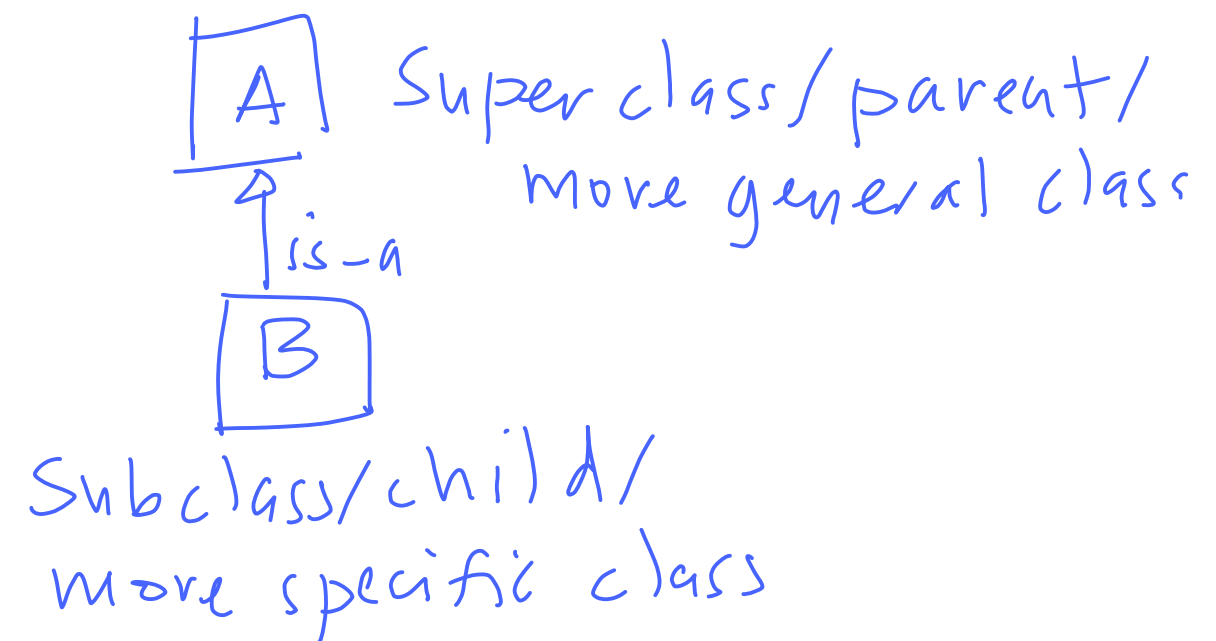 A
Superclass/parent/
more general class
is-a
B
Subclass/child/
more specific class